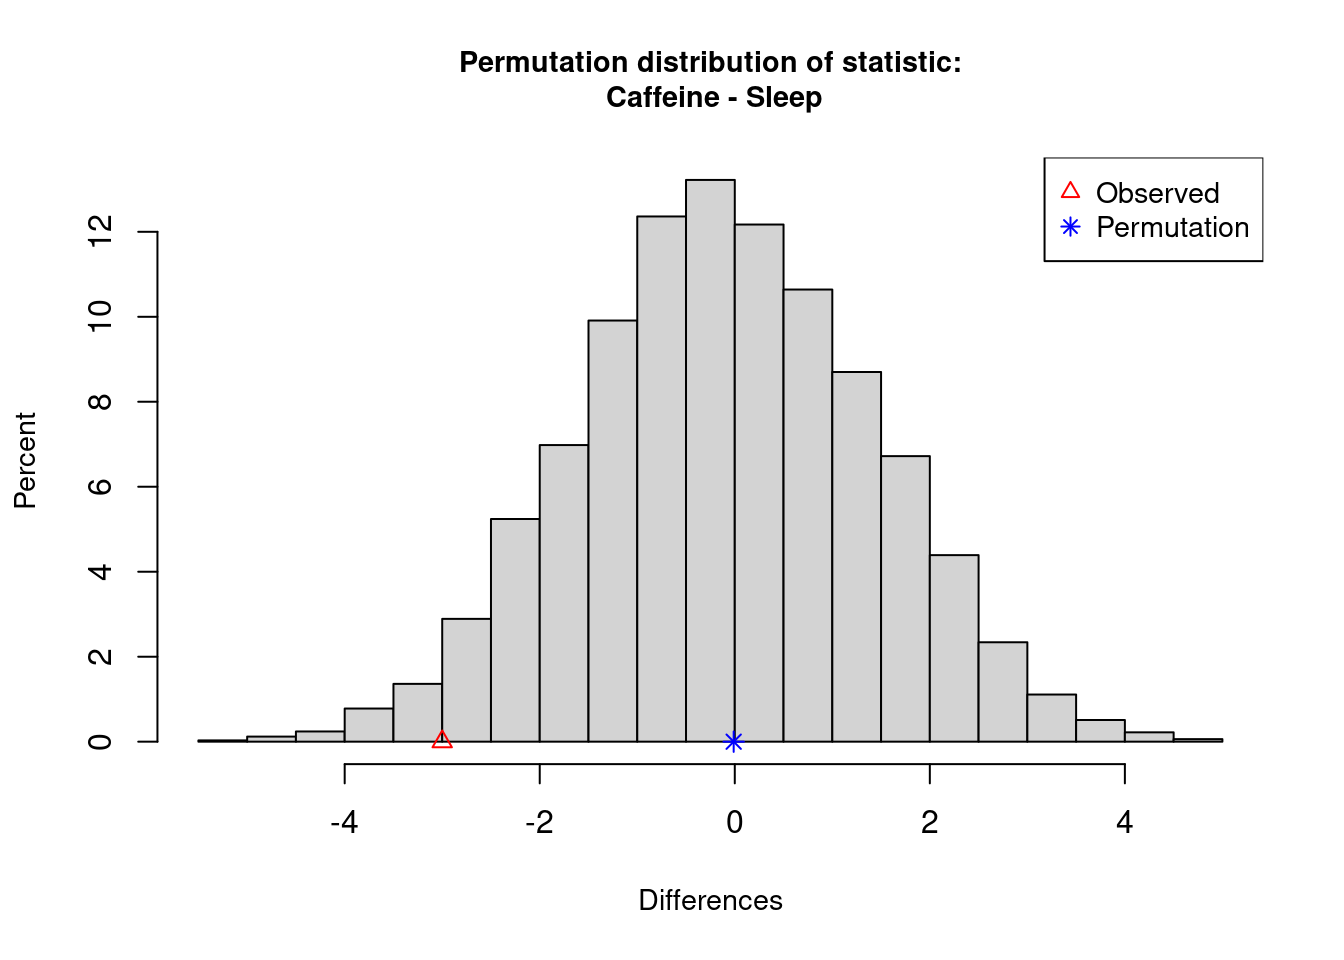 Permutation distribution of statistic:
Caffeine - Sleep
Observed
Permutation
Percent
12
10
8
6
4
2
0
-4 -2 0 2 4
Differences